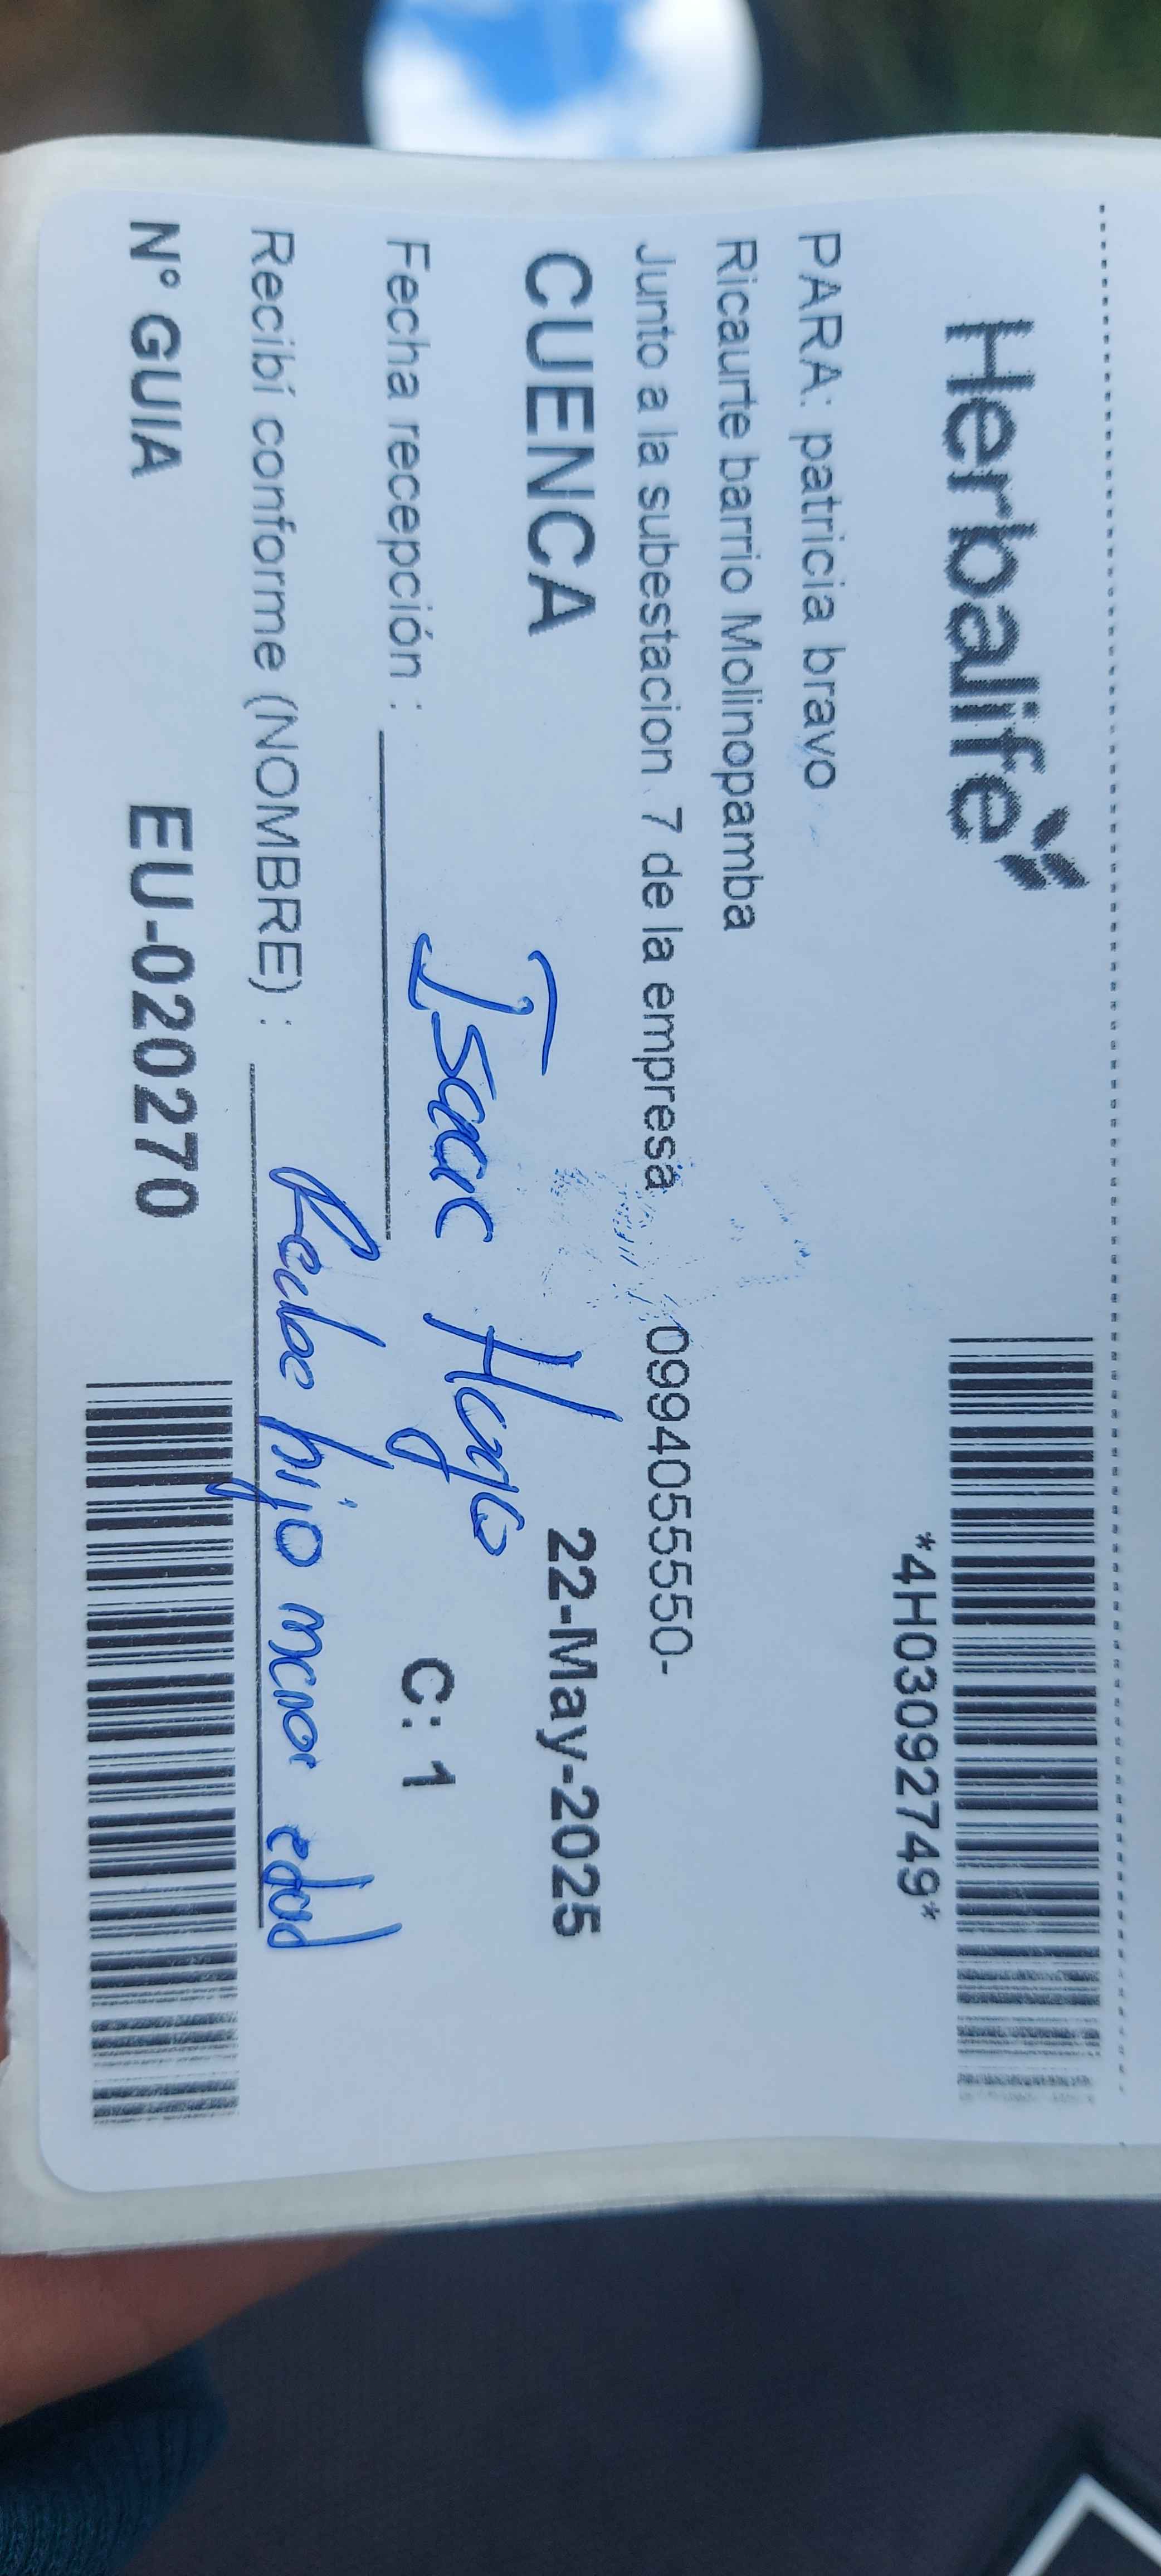 Herbalife
*4H03092749*
PARA: patricia bravo
Ricaurte barrio Molinopamba
Junto a la subestacion 7 de la empresa 0994055550-
CUENCA 22-May-2025
Isaac Hugo
Fecha recepción : C: 1
Recibe hijo menor edad
Recibí conforme (NOMBRE) :
N° GUIA EU-020270